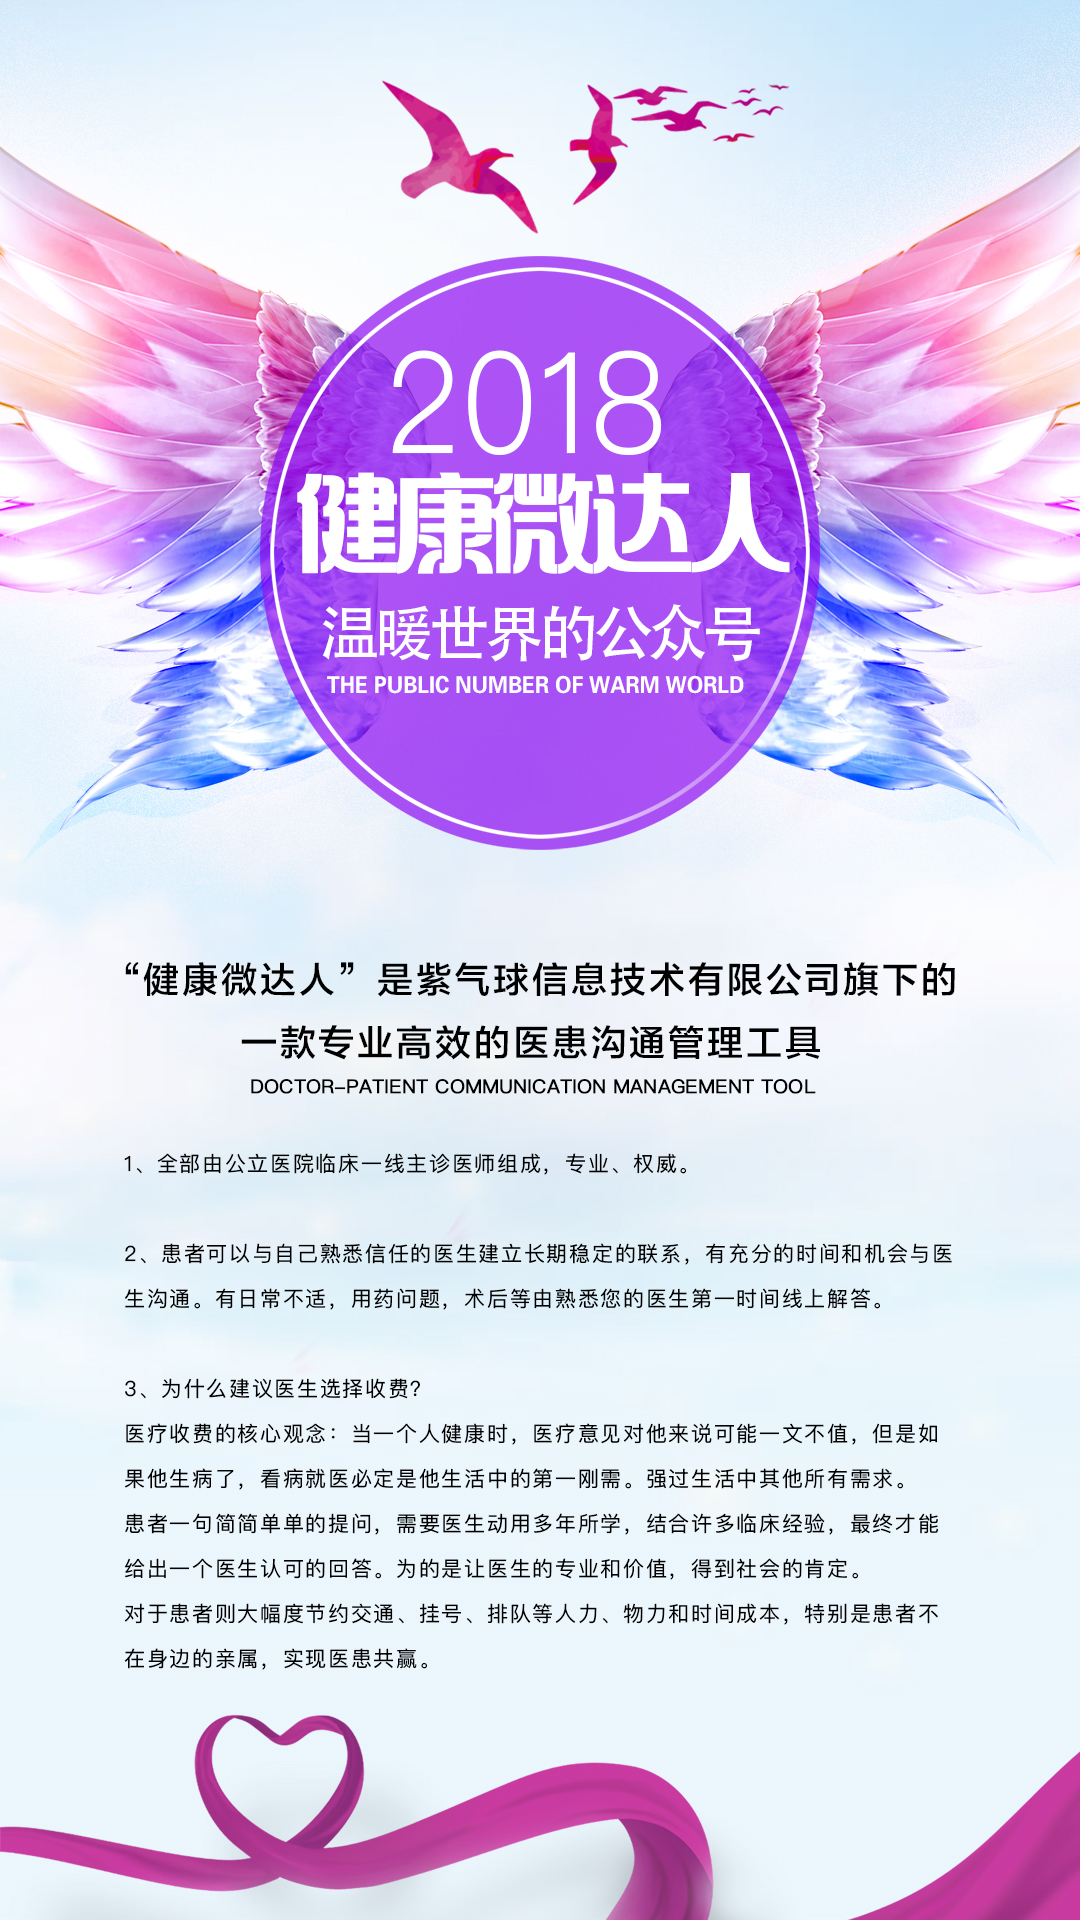 2018
健康微达人
温暖世界的公众号
THE PUBLIC NUMBER OF WARM WORLD
“健康微达人”是紫气球信息技术有限公司旗下的
一款专业高效的医患沟通管理工具
DOCTOR-PATIENT COMMUNICATION MANAGEMENT TOOL
1、全部由公立医院临床一线主诊医师组成，专业、权威。
2、患者可以与自己熟悉信任的医生建立长期稳定的联系，有充分的时间和机会与医
生沟通。有日常不适，用药问题，术后等由熟悉您的医生第一时间线上解答。
3、为什么建议医生选择收费？
医疗收费的核心观念：当一个人健康时，医疗意见对他来说可能一文不值，但是如
果他生病了，看病就医必定是他生活中的第一刚需。强过生活中其他所有需求。
患者一句简简单单的提问，需要医生动用多年所学，结合许多临床经验，最终才能
给出一个医生认可的回答。为的是让医生的专业和价值，得到社会的肯定。
对于患者则大幅度节约交通、挂号、排队等人力、物力和时间成本，特别是患者不
在身边的亲属，实现医患共赢。